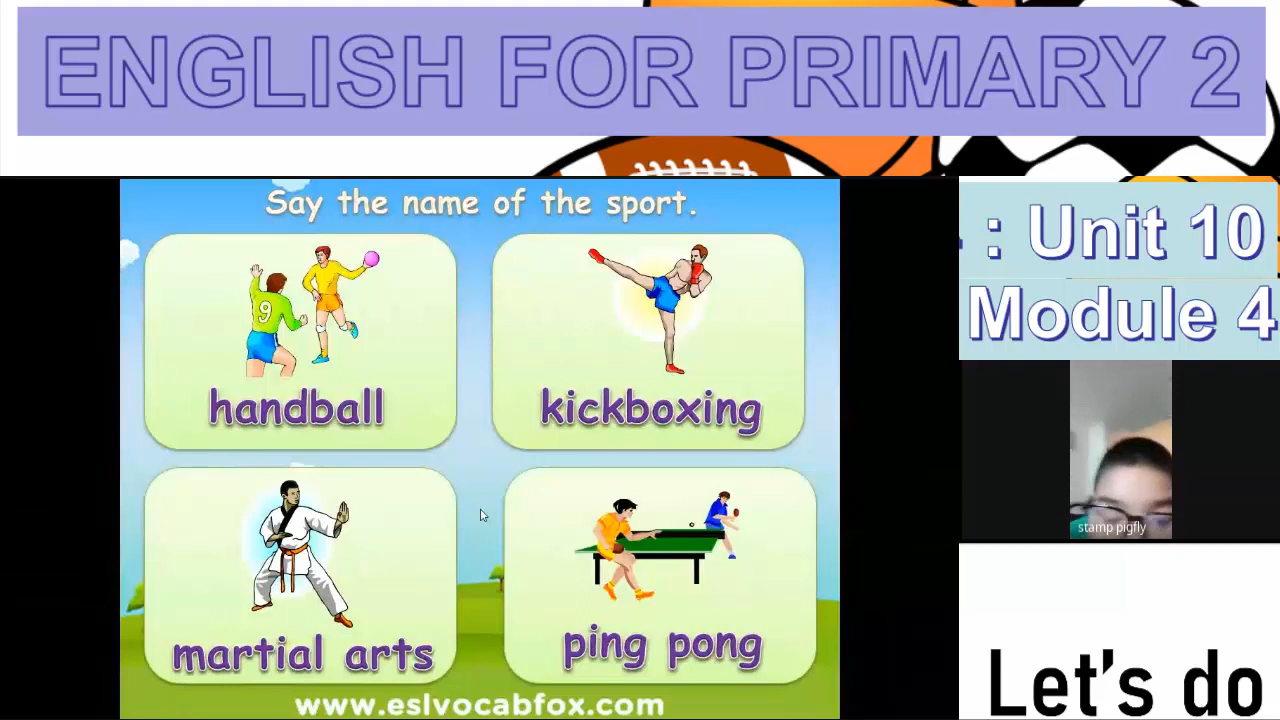 ENGLISH FOR PRIMARY 2
Say the name of the sport.
9
handball
kickboxing
martial arts
ping pong
www.eslvocabfox.com
: Unit 10
Module 4
stamp pigfly
Let's do